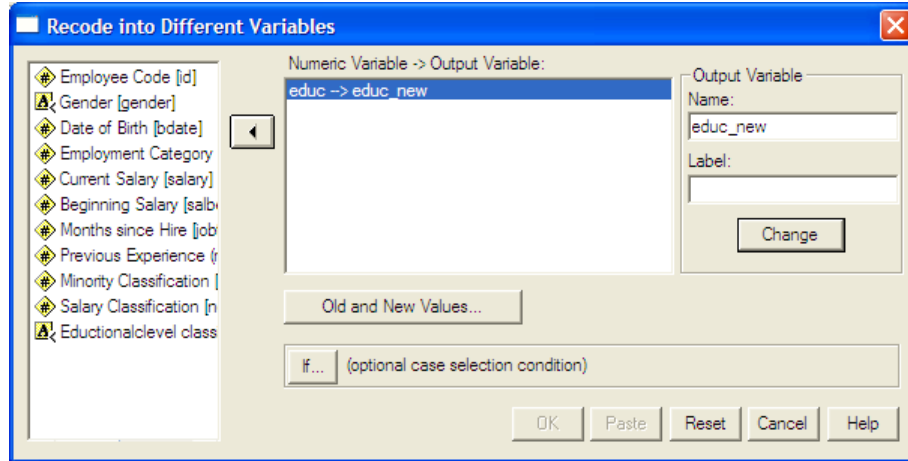 Recode into Different Variables
Employee Code [id]
Gender [gender]
Date of Birth [bdate]
Employment Category
Current Salary [salary]
Beginning Salary [salb
Months since Hire [job
Previous Experience (
Minority Classification [
Salary Classification [n
Eductionalclevel class
Numeric Variable -> Output Variable:
educ --> educ_new
Output Variable
Name:
educ_new
Label:
Change
Old and New Values...
If... (optional case selection condition)
OK Paste Reset Cancel Help